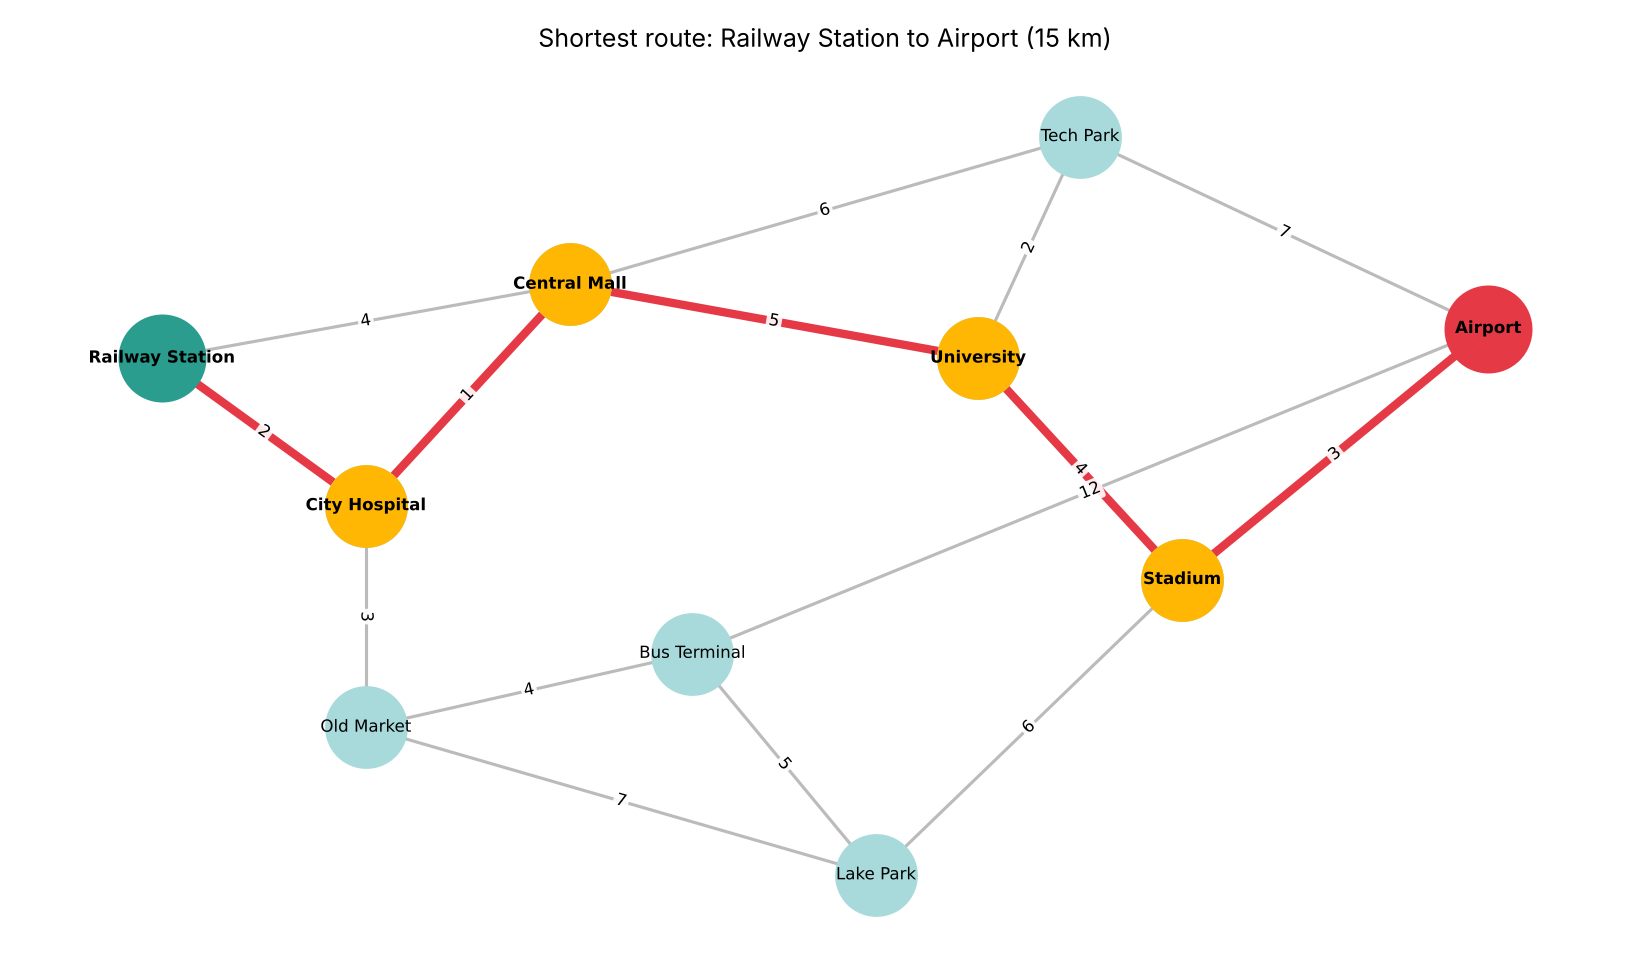 Shortest route: Railway Station to Airport (15 km)
Tech Park
6
2
7
Central Mall
4
5
Railway Station
University
Airport
1
2
3
4
12
City Hospital
Stadium
3
Bus Terminal
4
Old Market
6
5
7
Lake Park